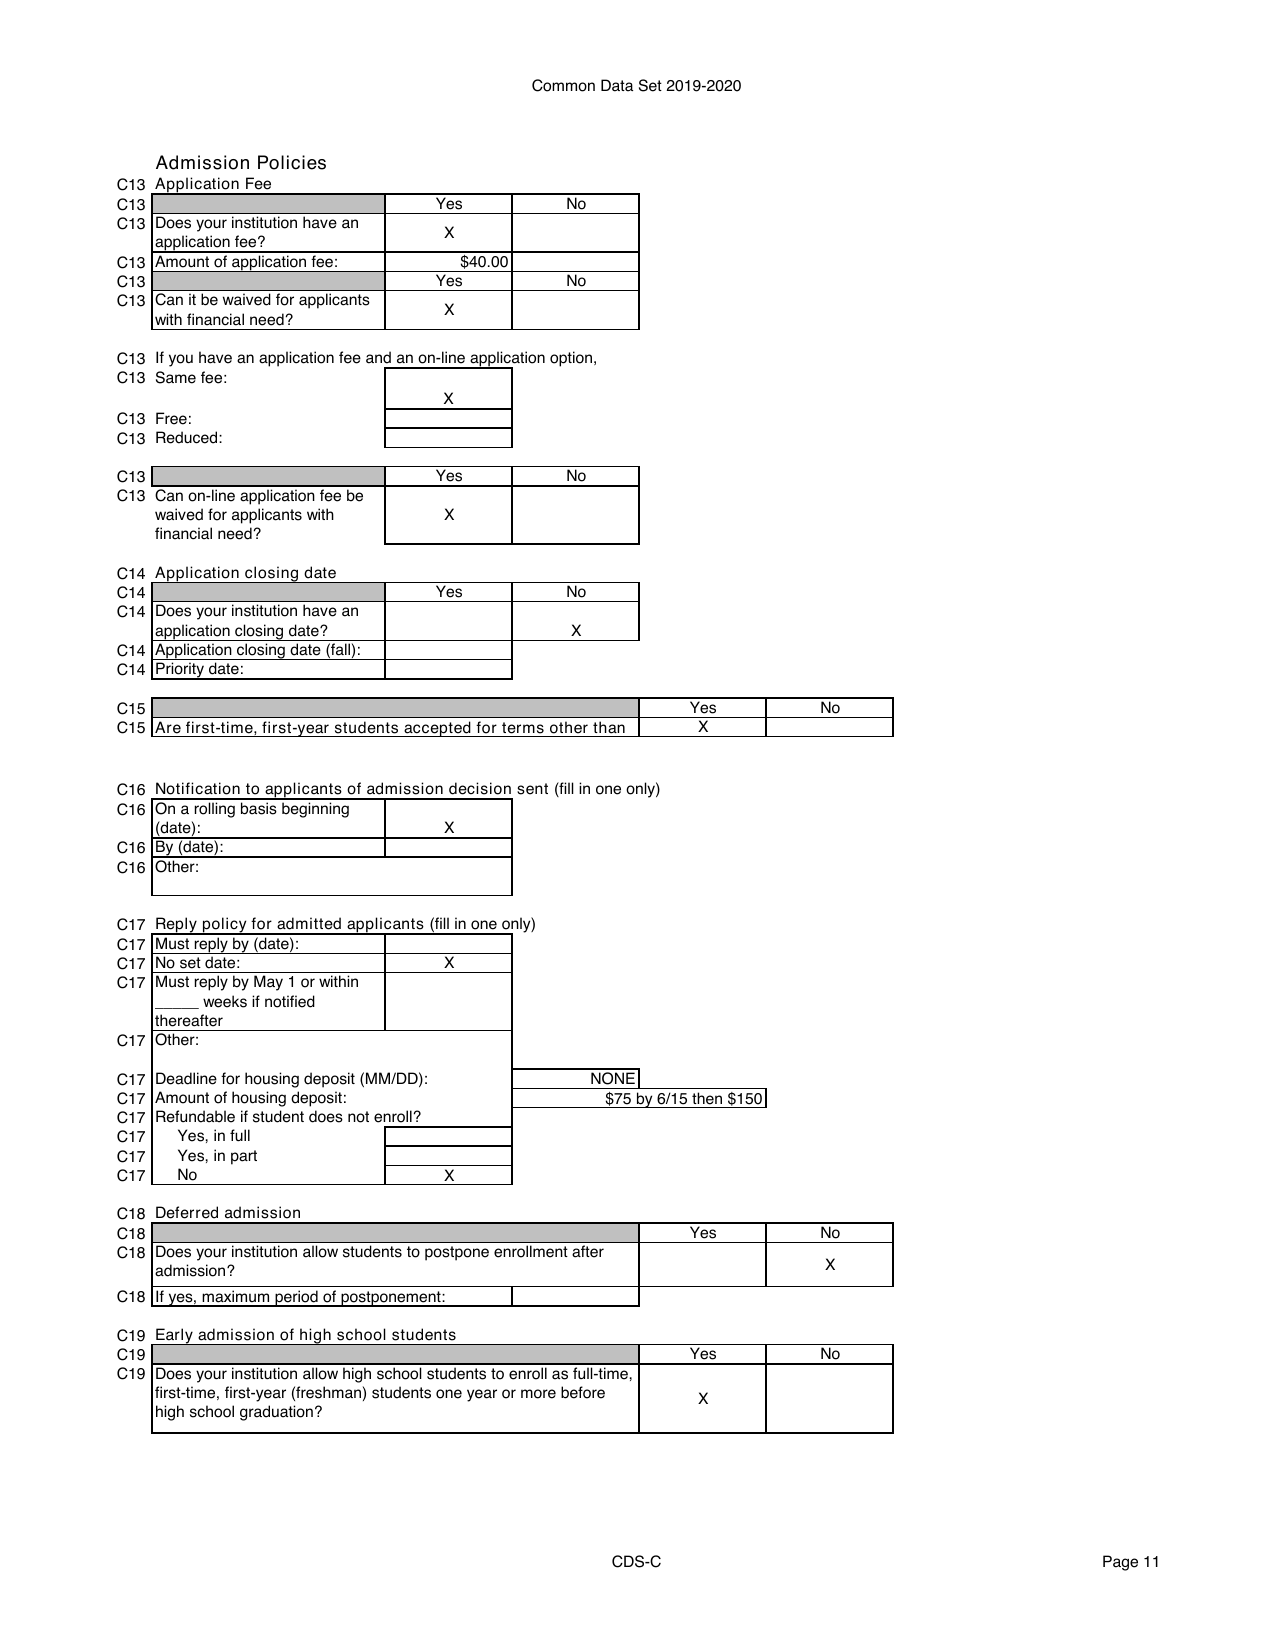 Common Data Set 2019-2020
Admission Policies
C13 Application Fee
C13 Yes No
C13 Does your institution have an
application fee? X
C13 Amount of application fee: $40.00
C13 Yes No
C13 Can it be waived for applicants
with financial need? X
C13 If you have an application fee and an on-line application option,
C13 Same fee:
X
C13 Free:
C13 Reduced:
C13 Yes No
C13 Can on-line application fee be
waived for applicants with X
financial need?
C14 Application closing date
C14 Yes No
C14 Does your institution have an
application closing date? X
C14 Application closing date (fall):
C14 Priority date:
C15 Yes No
C15 Are first-time, first-year students accepted for terms other than X
C16 Notification to applicants of admission decision sent (fill in one only)
C16 On a rolling basis beginning
(date): X
C16 By (date):
C16 Other:
C17 Reply policy for admitted applicants (fill in one only)
C17 Must reply by (date):
C17 No set date: X
C17 Must reply by May 1 or within
_____ weeks if notified
thereafter
C17 Other:
C17 Deadline for housing deposit (MM/DD): NONE
C17 Amount of housing deposit: $75 by 6/15 then $150
C17 Refundable if student does not enroll?
C17 Yes, in full
C17 Yes, in part
C17 No X
C18 Deferred admission
C18 Yes No
C18 Does your institution allow students to postpone enrollment after
admission? X
C18 If yes, maximum period of postponement:
C19 Early admission of high school students
C19 Yes No
C19 Does your institution allow high school students to enroll as full-time,
first-time, first-year (freshman) students one year or more before X
high school graduation?
CDS-C Page 11